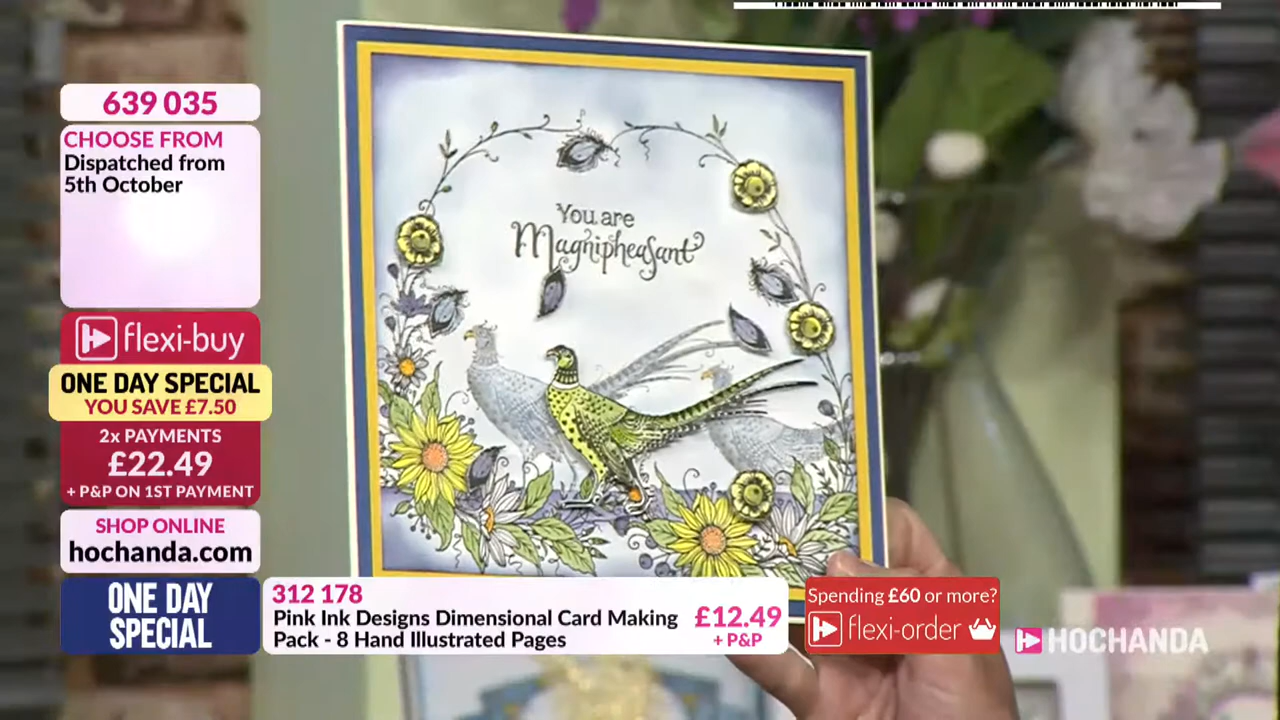 639 035
CHOOSE FROM
Dispatched from
5th October
flexi-buy
ONE DAY SPECIAL
YOU SAVE £7.50
2x PAYMENTS
£22.49
+ P&P ON 1ST PAYMENT
SHOP ONLINE
hochanda.com
ONE DAY
SPECIAL
You are
Magnipheasant
312 178
Pink Ink Designs Dimensional Card Making
Pack - 8 Hand Illustrated Pages
£12.49
+ P&P
Spending £60 or more?
flexi-order
HOCHANDA